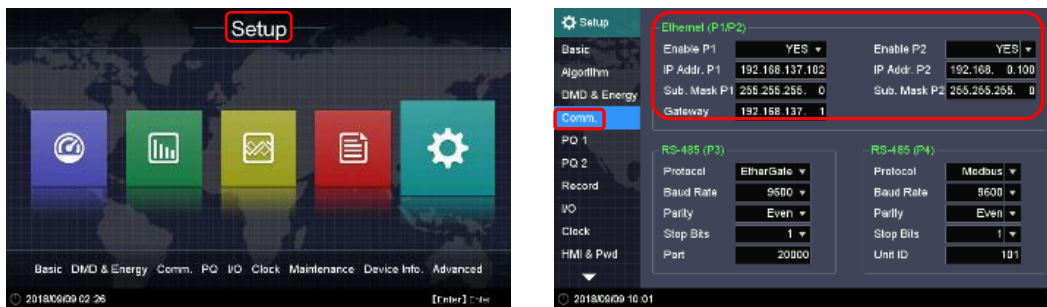 Setup
Basic DMD & Energy Comm. PQ I/O Clock Maintenance Device Info. Advanced
2018/09/09 02:26 [Enter] Enter
Setup
Basic
Algorithm
DMD & Energy
Comm.
PQ 1
PQ 2
Record
I/O
Clock
HMI & Pwd
Ethernet (P1/P2)
Enable P1 YES Enable P2 YES
IP Addr. P1 192.168.137.102 IP Addr. P2 192.168. 0.100
Sub. Mask P1 255.255.255. 0 Sub. Mask P2 255.255.255. 0
Gateway 192.168.137. 1
RS-485 (P3)
Protocol EtherGate
Baud Rate 9600
Parity Even
Stop Bits 1
Port 20000
RS-485 (P4)
Protocol Modbus
Baud Rate 9600
Parity Even
Stop Bits 1
Unit ID 101
2018/09/09 10:01